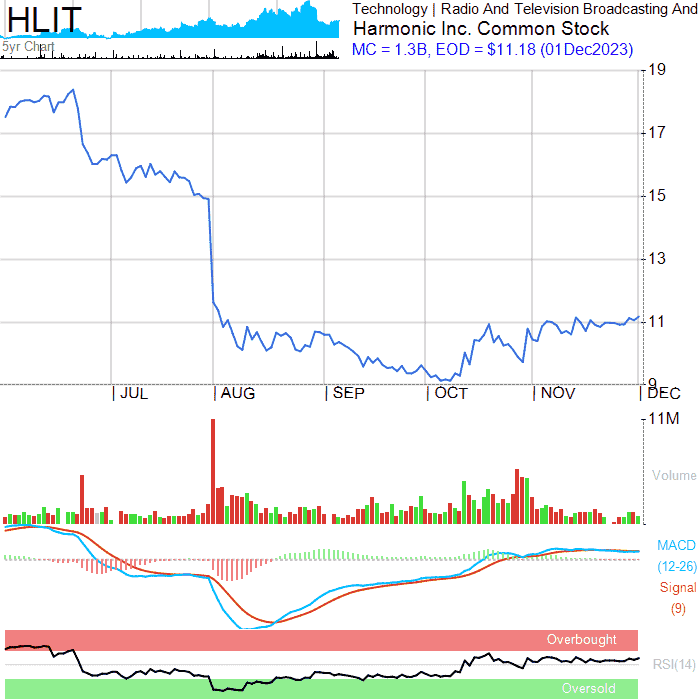 HLIT
5yr Chart
Technology | Radio And Television Broadcasting And
Harmonic Inc. Common Stock
MC = 1.3B, EOD = $11.18 (01Dec2023)
19
17
15
13
11
9
JUL AUG SEP OCT NOV DEC
11M
Volume
MACD
(12-26)
Signal
(9)
Overbought
RSI(14)
Oversold